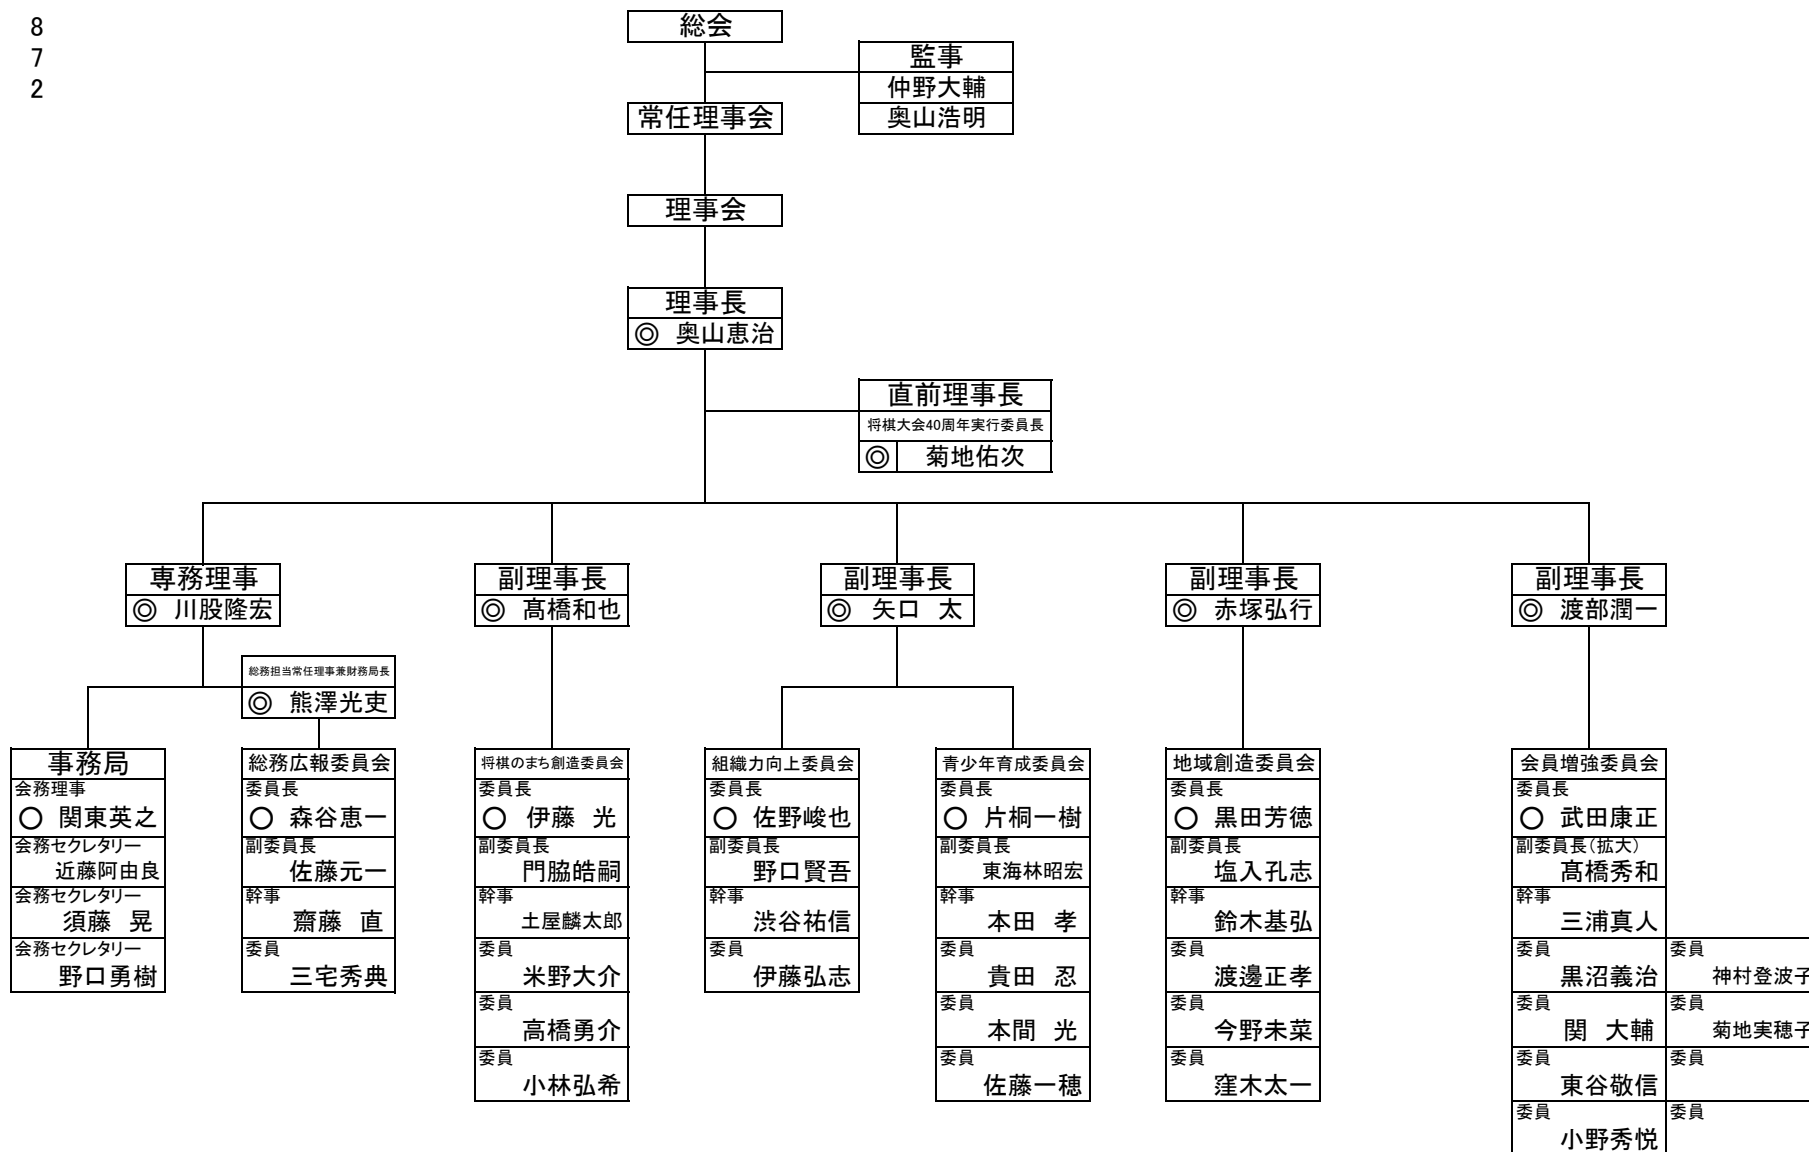 8
7
2
総会
監事
仲野大輔
奥山浩明
常任理事会
理事会
理事長
◎ 奥山恵治
直前理事長
将棋大会40周年実行委員長
◎ 菊地佑次
専務理事
◎ 川股隆宏
副理事長
◎ 髙橋和也
副理事長
◎ 矢口 太
副理事長
◎ 赤塚弘行
副理事長
◎ 渡部潤一
総務担当常任理事兼財務局長
◎ 熊澤光吏
事務局
会務理事
○ 関東英之
会務セクレタリー
近藤阿由良
会務セクレタリー
須藤 晃
会務セクレタリー
野口勇樹
総務広報委員会
委員長
○ 森谷恵一
副委員長
佐藤元一
幹事
齋藤 直
委員
三宅秀典
将棋のまち創造委員会
委員長
○ 伊藤 光
副委員長
門脇皓嗣
幹事
土屋麟太郎
委員
米野大介
委員
高橋勇介
委員
小林弘希
組織力向上委員会
委員長
○ 佐野峻也
副委員長
野口賢吾
幹事
渋谷祐信
委員
伊藤弘志
青少年育成委員会
委員長
○ 片桐一樹
副委員長
東海林昭宏
幹事
本田 孝
委員
貴田 忍
委員
本間 光
委員
佐藤一穂
地域創造委員会
委員長
○ 黒田芳徳
副委員長
塩入孔志
幹事
鈴木基弘
委員
渡邊正孝
委員
今野未菜
委員
窪木太一
会員増強委員会
委員長
○ 武田康正
副委員長(拡大)
髙橋秀和
幹事
三浦真人
委員
黒沼義治
委員
神村登波子
委員
関 大輔
委員
菊地実穂子
委員
東谷敬信
委員
委員
小野秀悦
委員